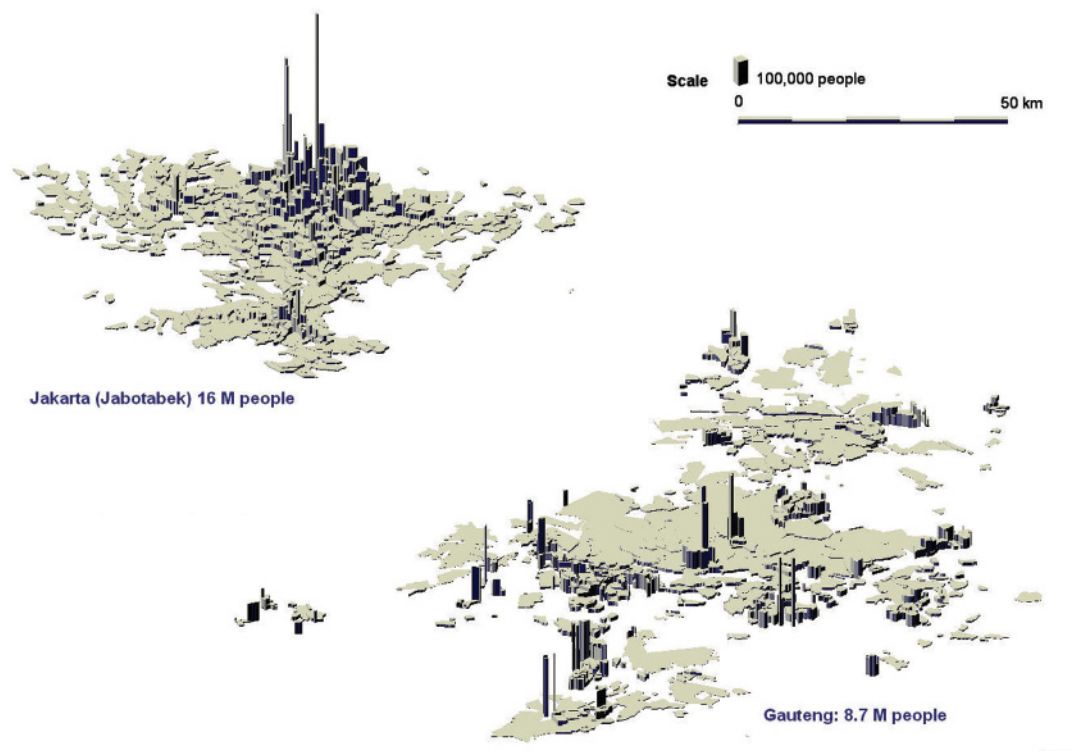 Scale
100,000 people
0
50 km
Jakarta (Jabotabek) 16 M people
Gauteng: 8.7 M people